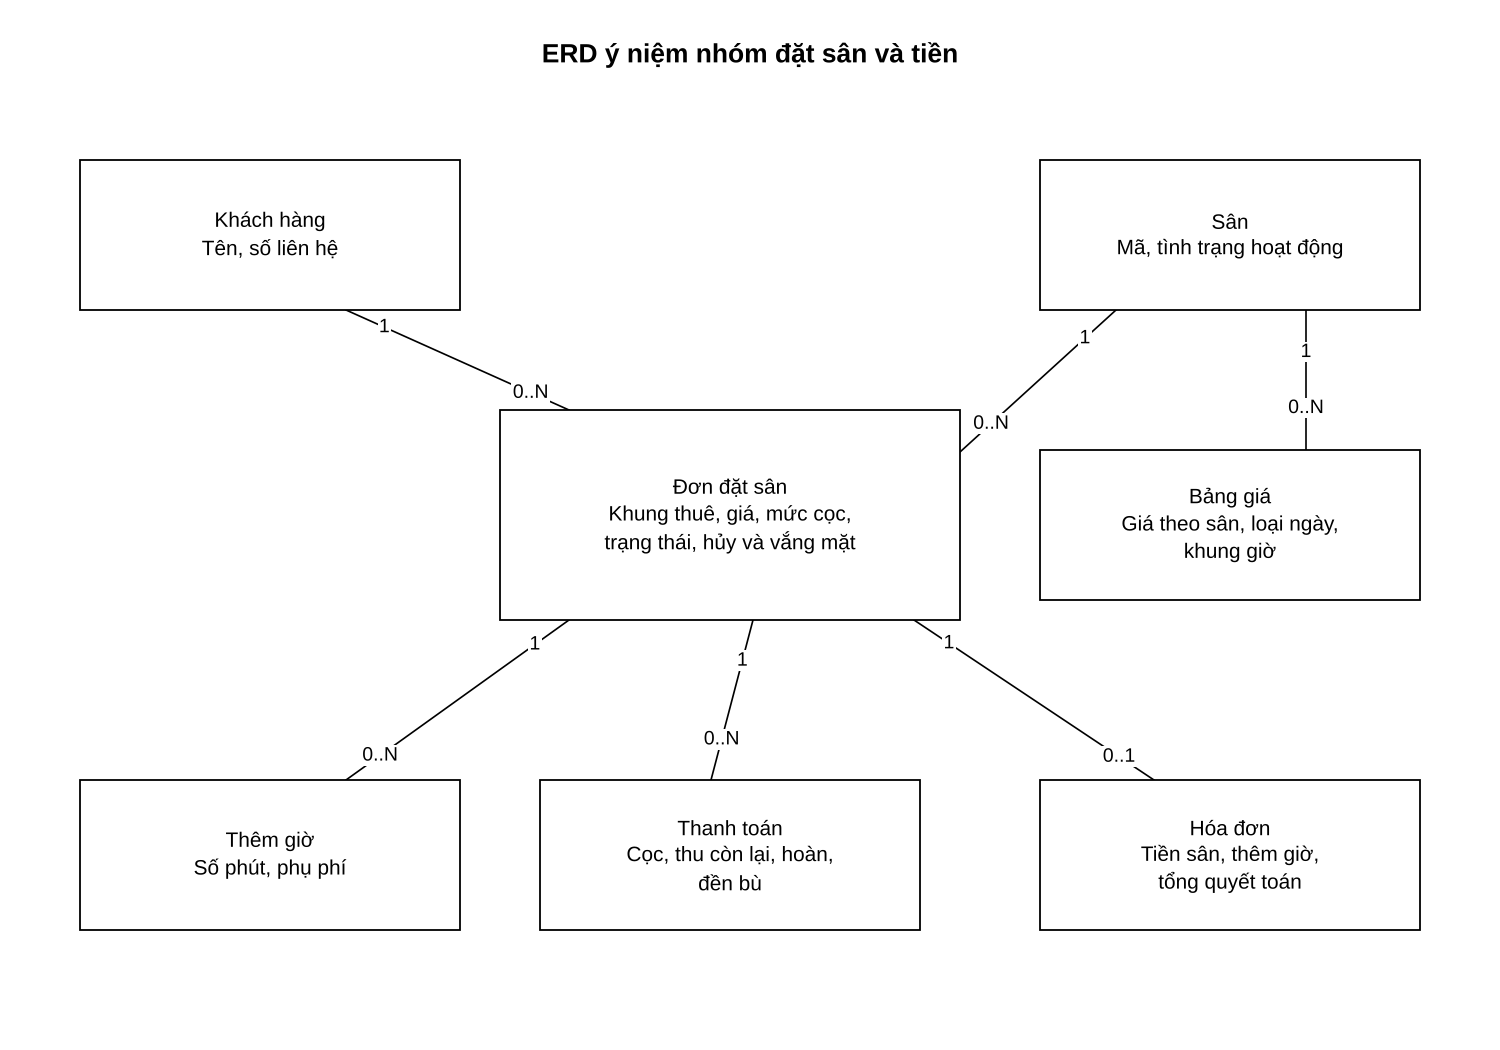 ERD ý niệm nhóm đặt sân và tiền
Khách hàng
Tên, số liên hệ
Sân
Mã, tình trạng hoạt động
1
0..N
1
0..N
1
0..N
Đơn đặt sân
Khung thuê, giá, mức cọc,
trạng thái, hủy và vắng mặt
Bảng giá
Giá theo sân, loại ngày,
khung giờ
1
0..N
1
0..N
1
0..1
Thêm giờ
Số phút, phụ phí
Thanh toán
Cọc, thu còn lại, hoàn,
đền bù
Hóa đơn
Tiền sân, thêm giờ,
tổng quyết toán